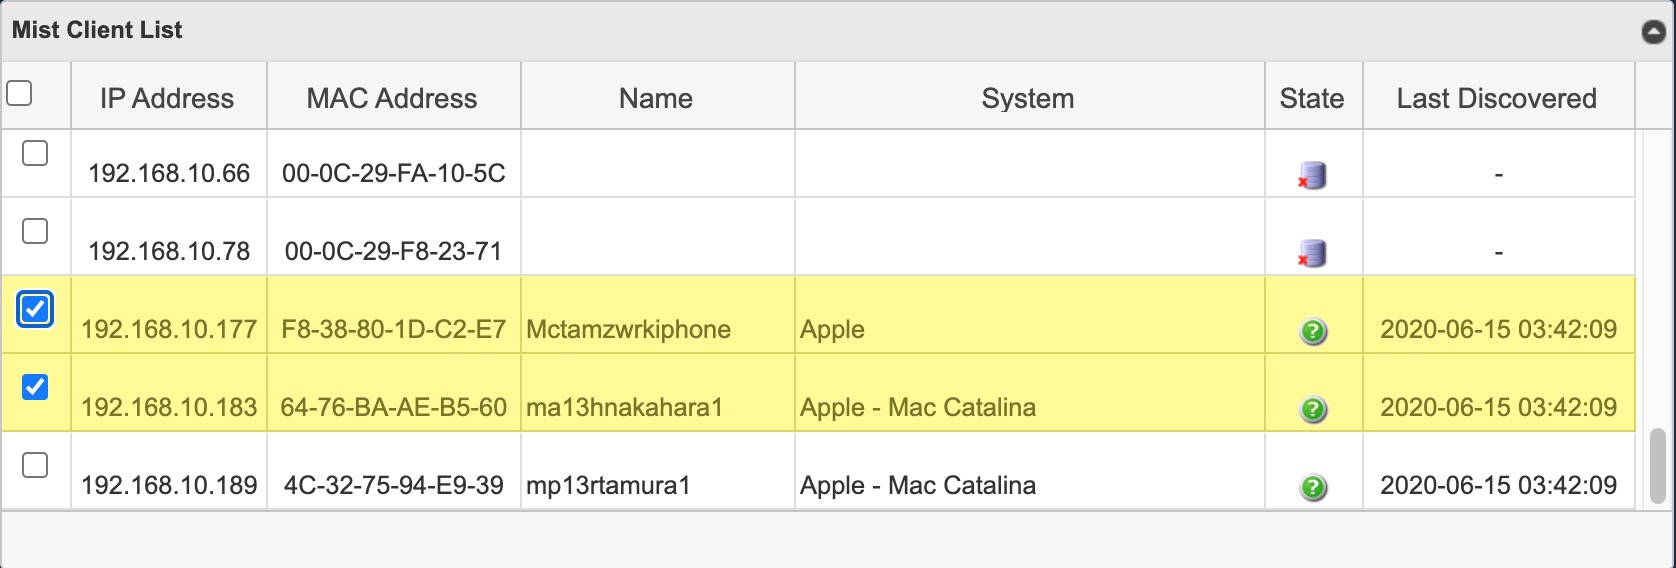 Mist Client List
IP Address MAC Address Name System State Last Discovered
192.168.10.66 00-0C-29-FA-10-5C -
192.168.10.78 00-0C-29-F8-23-71 -
192.168.10.177 F8-38-80-1D-C2-E7 Mctamzwrkiphone Apple ? 2020-06-15 03:42:09
192.168.10.183 64-76-BA-AE-B5-60 ma13hnakahara1 Apple - Mac Catalina ? 2020-06-15 03:42:09
192.168.10.189 4C-32-75-94-E9-39 mp13rtamura1 Apple - Mac Catalina ? 2020-06-15 03:42:09